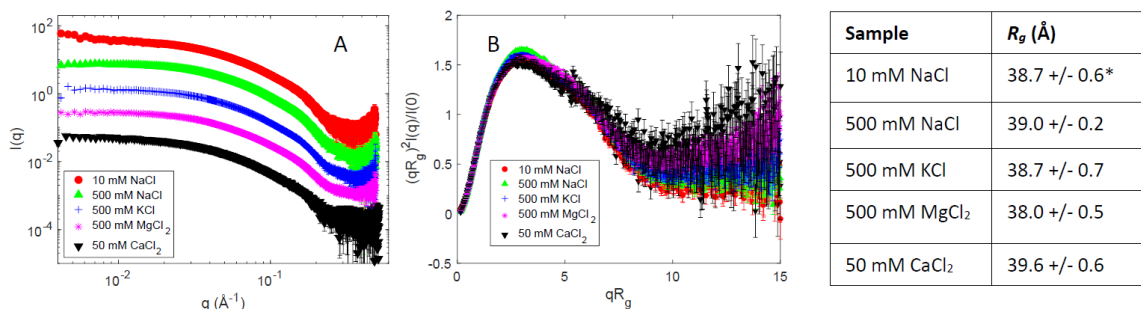 A
I(q)
10²
10⁰
10⁻²
10⁻⁴
10 mM NaCl
500 mM NaCl
500 mM KCl
500 mM MgCl₂
50 mM CaCl₂
10⁻²
10⁻¹
q (Å⁻¹)
B
(qRg)²I(q)/I(0)
2
1.5
1
0.5
0
-0.5
10 mM NaCl
500 mM NaCl
500 mM KCl
500 mM MgCl₂
50 mM CaCl₂
0
5
10
15
qRg
Sample Rg (Å)
10 mM NaCl 38.7 +/- 0.6*
500 mM NaCl 39.0 +/- 0.2
500 mM KCl 38.7 +/- 0.7
500 mM MgCl₂ 38.0 +/- 0.5
50 mM CaCl₂ 39.6 +/- 0.6